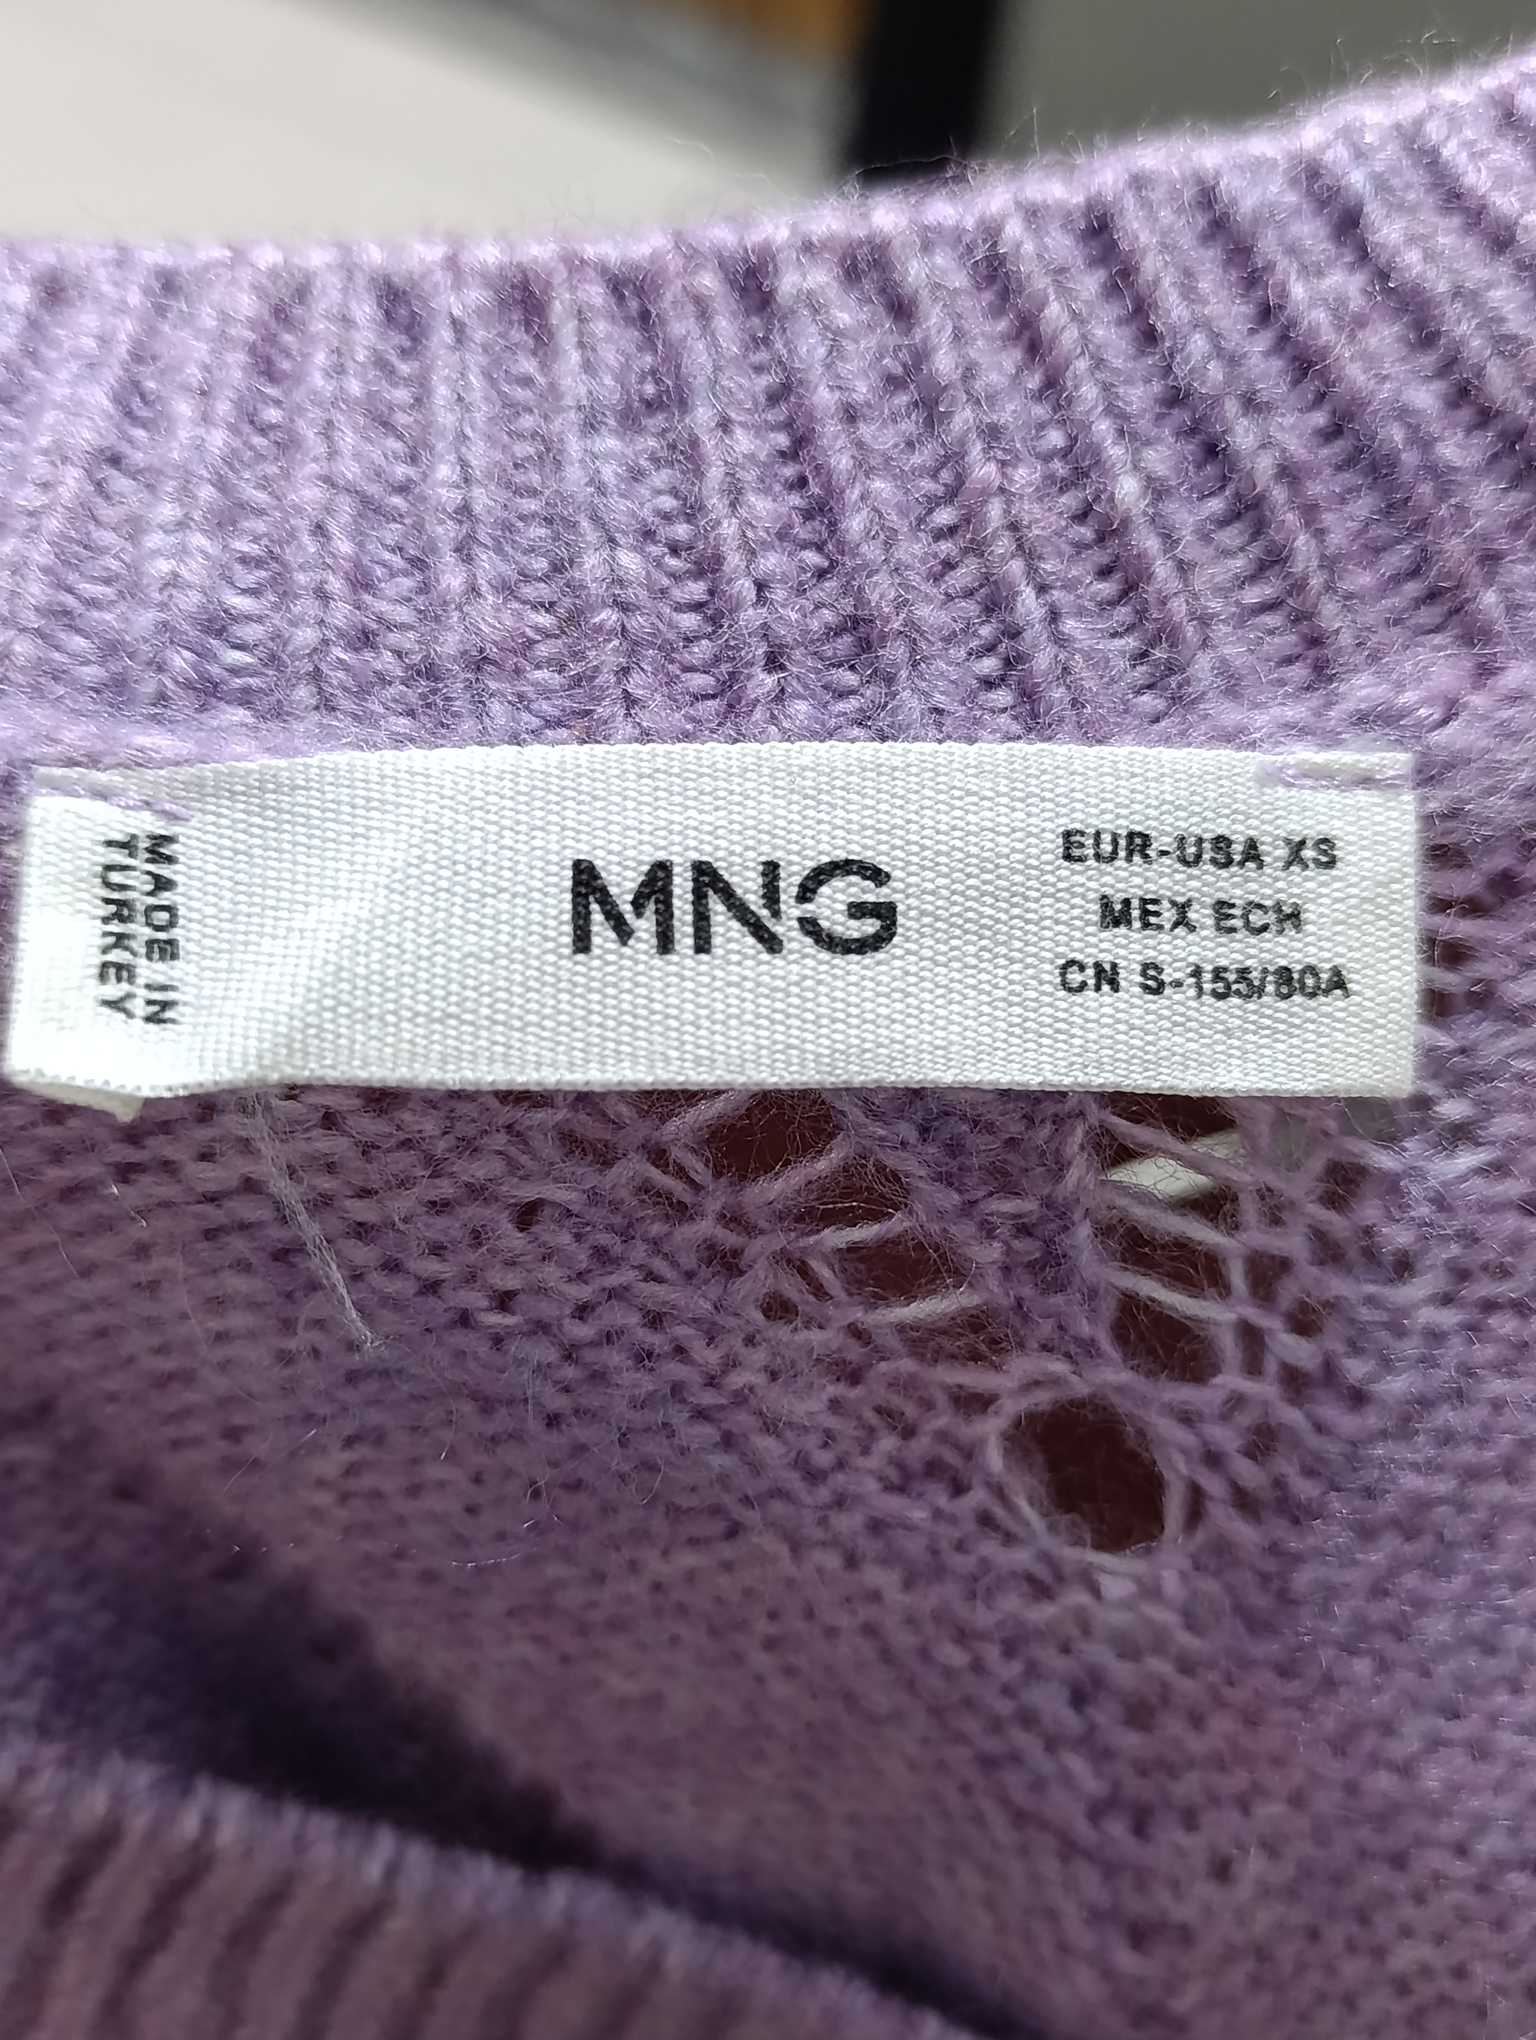 MADE IN
TURKEY
MNG
EUR-USA XS
MEX ECH
CN S-155/80A